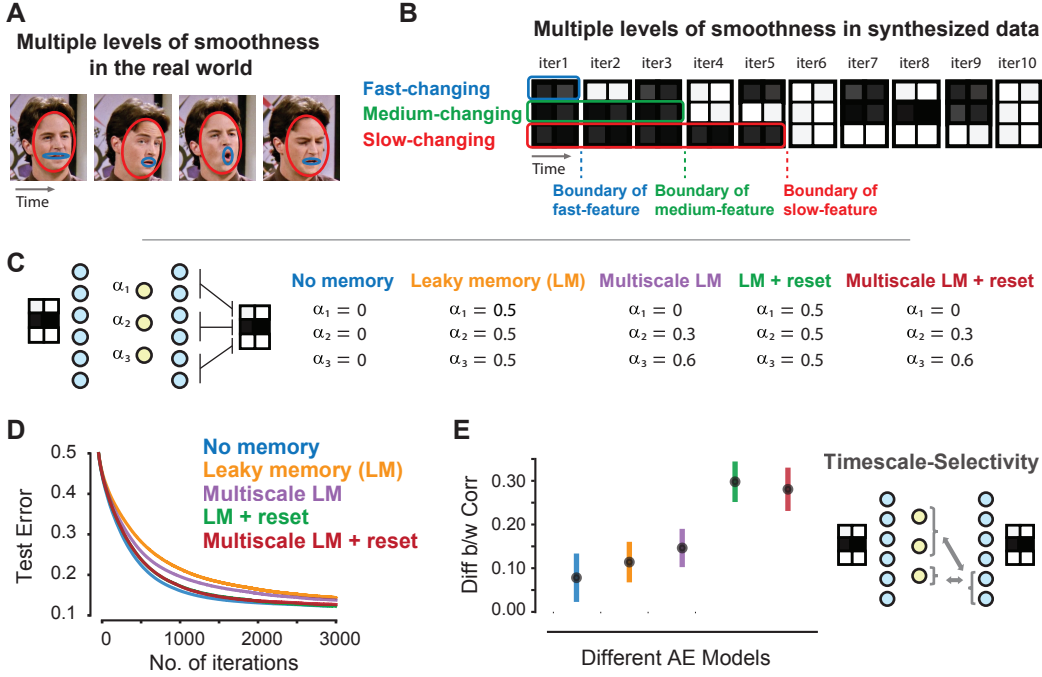 A
Multiple levels of smoothness
in the real world
Time
B
Multiple levels of smoothness in synthesized data
iter1 iter2 iter3 iter4 iter5 iter6 iter7 iter8 iter9 iter10
Fast-changing
Medium-changing
Slow-changing
Time
Boundary of fast-feature
Boundary of medium-feature
Boundary of slow-feature
C
α1
α2
α3
No memory
α1 = 0
α2 = 0
α3 = 0
Leaky memory (LM)
α1 = 0.5
α2 = 0.5
α3 = 0.5
Multiscale LM
α1 = 0
α2 = 0.3
α3 = 0.6
LM + reset
α1 = 0.5
α2 = 0.5
α3 = 0.5
Multiscale LM + reset
α1 = 0
α2 = 0.3
α3 = 0.6
D
Test Error
0.5
0.4
0.3
0.2
0.1
No memory
Leaky memory (LM)
Multiscale LM
LM + reset
Multiscale LM + reset
0 1000 2000 3000
No. of iterations
E
Diff b/w Corr
0.30
0.20
0.10
0.00
Different AE Models
Timescale-Selectivity